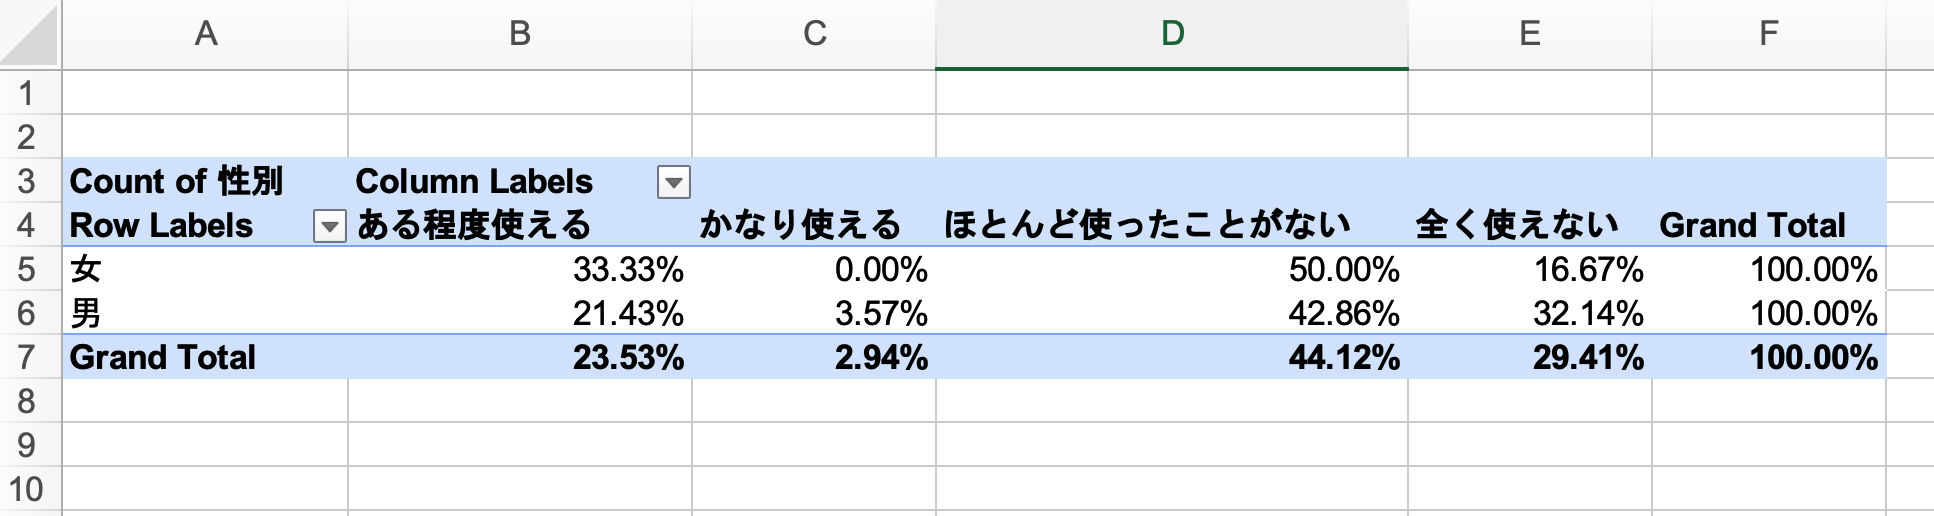 A B C D E F
1
2
3 Count of 性別 Column Labels
4 Row Labels ある程度使える かなり使える ほとんど使ったことがない 全く使えない Grand Total
5 女 33.33% 0.00% 50.00% 16.67% 100.00%
6 男 21.43% 3.57% 42.86% 32.14% 100.00%
7 Grand Total 23.53% 2.94% 44.12% 29.41% 100.00%
8
9
10